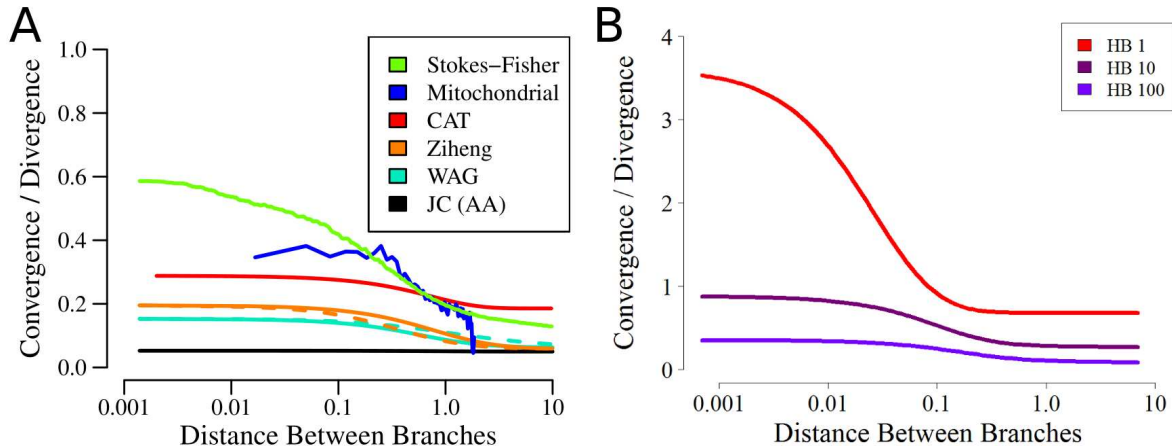 A
Convergence / Divergence
1.0
0.8
0.6
0.4
0.2
0.0
Stokes−Fisher
Mitochondrial
CAT
Ziheng
WAG
JC (AA)
0.001 0.01 0.1 1.0 10
Distance Between Branches
B
Convergence / Divergence
4
3
2
1
0
HB 1
HB 10
HB 100
0.001 0.01 0.1 1.0 10
Distance Between Branches